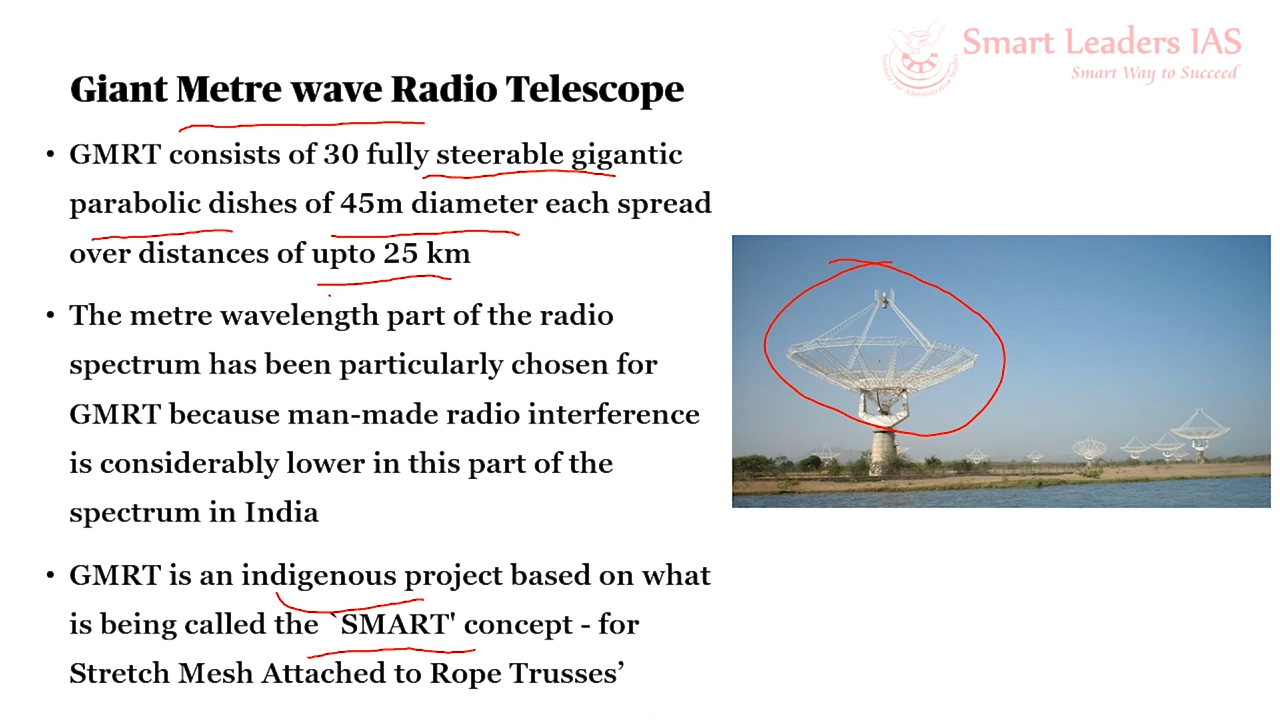 Smart Leaders IAS
Smart Way to Succeed
Giant Metre wave Radio Telescope
• GMRT consists of 30 fully steerable gigantic
parabolic dishes of 45m diameter each spread
over distances of upto 25 km
• The metre wavelength part of the radio
spectrum has been particularly chosen for
GMRT because man-made radio interference
is considerably lower in this part of the
spectrum in India
• GMRT is an indigenous project based on what
is being called the `SMART' concept - for
Stretch Mesh Attached to Rope Trusses’